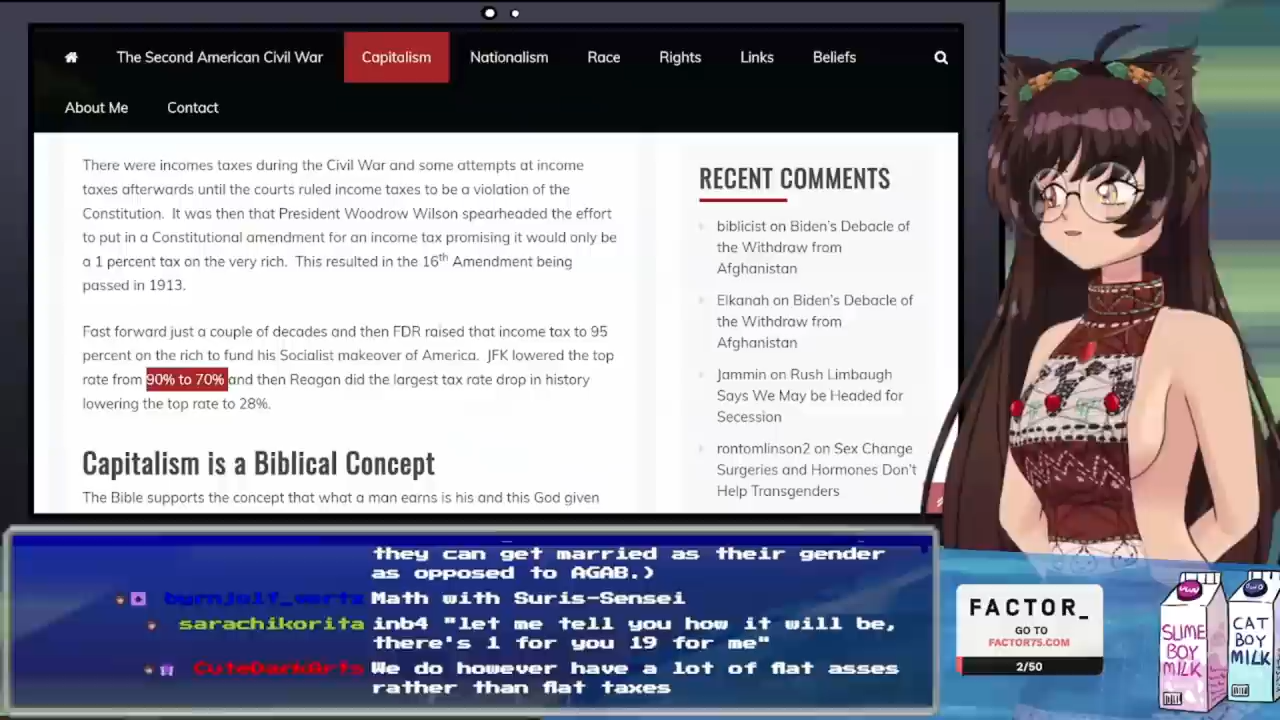 The Second American Civil War
Capitalism
Nationalism
Race
Rights
Links
Beliefs
About Me
Contact
There were incomes taxes during the Civil War and some attempts at income
taxes afterwards until the courts ruled income taxes to be a violation of the
Constitution. It was then that President Woodrow Wilson spearheaded the effort
to put in a Constitutional amendment for an income tax promising it would only be
a 1 percent tax on the very rich. This resulted in the 16th Amendment being
passed in 1913.
Fast forward just a couple of decades and then FDR raised that income tax to 95
percent on the rich to fund his Socialist makeover of America. JFK lowered the top
rate from 90% to 70% and then Reagan did the largest tax rate drop in history
lowering the top rate to 28%.
Capitalism is a Biblical Concept
The Bible supports the concept that what a man earns is his and this God given
RECENT COMMENTS
biblicist on Biden's Debacle of
the Withdraw from
Afghanistan
Elkanah on Biden's Debacle of
the Withdraw from
Afghanistan
Jammin on Rush Limbaugh
Says We May be Headed for
Secession
rontomlinson2 on Sex Change
Surgeries and Hormones Don't
Help Transgenders
they can get married as their gender
as opposed to AGAB.)
Math with Suris-Sensei
sarachikorita inb4 "let me tell you how it will be,
there's 1 for you 19 for me"
CuteDarkArts We do however have a lot of flat asses
rather than flat taxes
FACTOR_
GO TO
FACTOR75.COM
2/50
SLIME
BOY
MILK
CAT
BOY
MILK